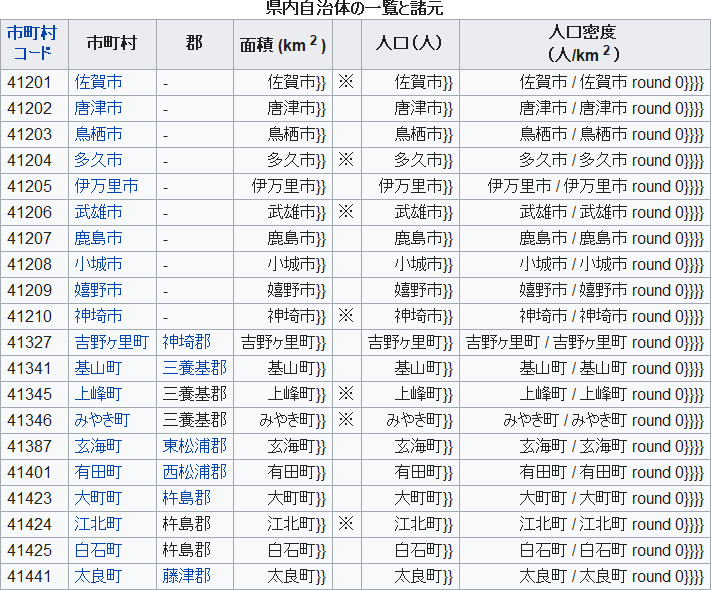 県内自治体の一覧と諸元
市町村コード 市町村 郡 面積 (km 2 ) 人口（人） 人口密度（人/km 2 ）
41201 佐賀市 - 佐賀市}} ※ 佐賀市}} 佐賀市 / 佐賀市 round 0}}}}
41202 唐津市 - 唐津市}} 唐津市}} 唐津市 / 唐津市 round 0}}}}
41203 鳥栖市 - 鳥栖市}} 鳥栖市}} 鳥栖市 / 鳥栖市 round 0}}}}
41204 多久市 - 多久市}} ※ 多久市}} 多久市 / 多久市 round 0}}}}
41205 伊万里市 - 伊万里市}} 伊万里市}} 伊万里市 / 伊万里市 round 0}}}}
41206 武雄市 - 武雄市}} ※ 武雄市}} 武雄市 / 武雄市 round 0}}}}
41207 鹿島市 - 鹿島市}} 鹿島市}} 鹿島市 / 鹿島市 round 0}}}}
41208 小城市 - 小城市}} 小城市}} 小城市 / 小城市 round 0}}}}
41209 嬉野市 - 嬉野市}} 嬉野市}} 嬉野市 / 嬉野市 round 0}}}}
41210 神埼市 - 神埼市}} ※ 神埼市}} 神埼市 / 神埼市 round 0}}}}
41327 吉野ヶ里町 神埼郡 吉野ヶ里町}} 吉野ヶ里町}} 吉野ヶ里町 / 吉野ヶ里町 round 0}}}}
41341 基山町 三養基郡 基山町}} 基山町}} 基山町 / 基山町 round 0}}}}
41345 上峰町 三養基郡 上峰町}} ※ 上峰町}} 上峰町 / 上峰町 round 0}}}}
41346 みやき町 三養基郡 みやき町}} ※ みやき町}} みやき町 / みやき町 round 0}}}}
41387 玄海町 東松浦郡 玄海町}} 玄海町}} 玄海町 / 玄海町 round 0}}}}
41401 有田町 西松浦郡 有田町}} 有田町}} 有田町 / 有田町 round 0}}}}
41423 大町町 杵島郡 大町町}} 大町町}} 大町町 / 大町町 round 0}}}}
41424 江北町 杵島郡 江北町}} ※ 江北町}} 江北町 / 江北町 round 0}}}}
41425 白石町 杵島郡 白石町}} 白石町}} 白石町 / 白石町 round 0}}}}
41441 太良町 藤津郡 太良町}} 太良町}} 太良町 / 太良町 round 0}}}}